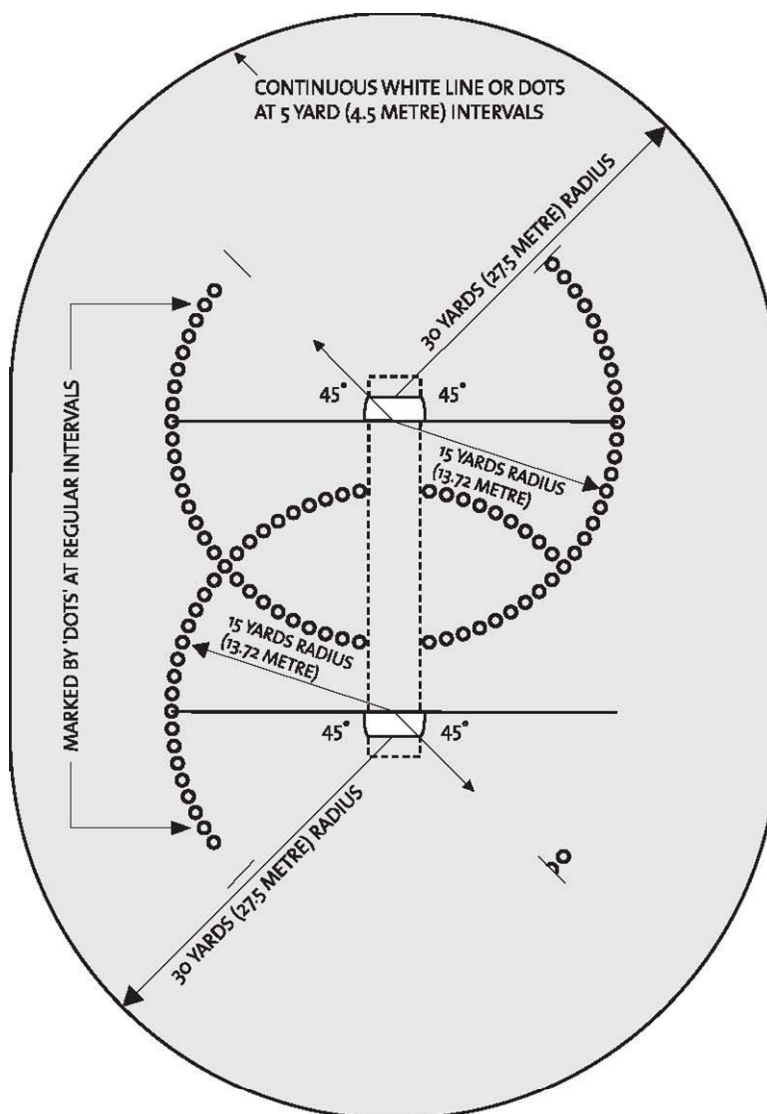 CONTINUOUS WHITE LINE OR DOTS
AT 5 YARD (4.5 METRE) INTERVALS
30 YARDS (27.5 METRE) RADIUS
MARKED BY 'DOTS' AT REGULAR INTERVALS
45°
45°
15 YARDS RADIUS
(13.72 METRE)
15 YARDS RADIUS
(13.72 METRE)
45°
45°
30 YARDS (27.5 METRE) RADIUS